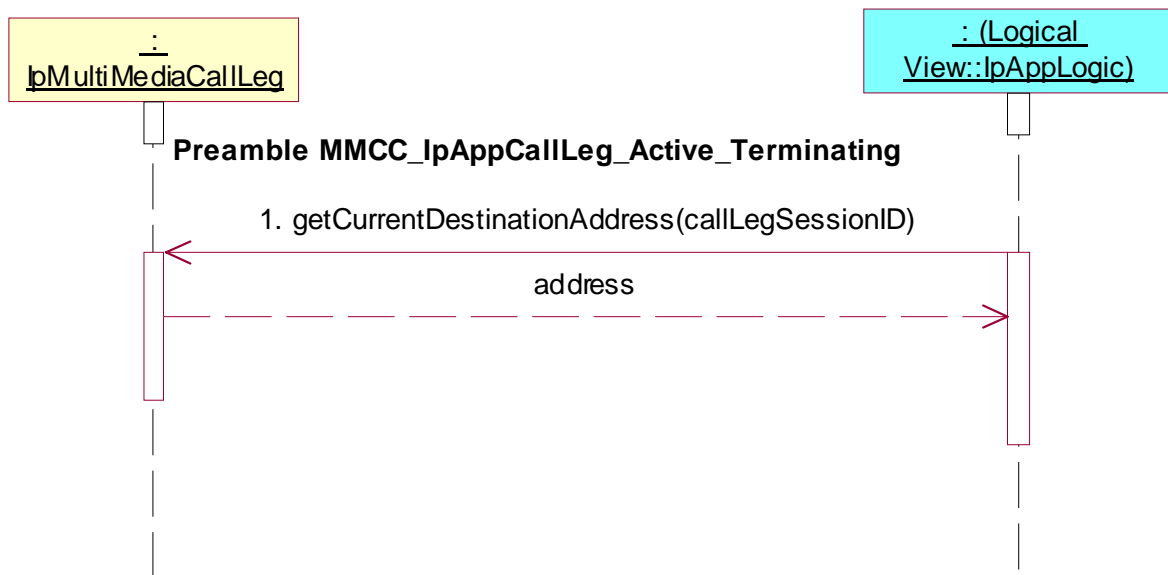 :
IpMultiMediaCallLeg
: (Logical
View::IpAppLogic)
Preamble MMCC_IpAppCallLeg_Active_Terminating
1. getCurrentDestinationAddress(callLegSessionID)
address